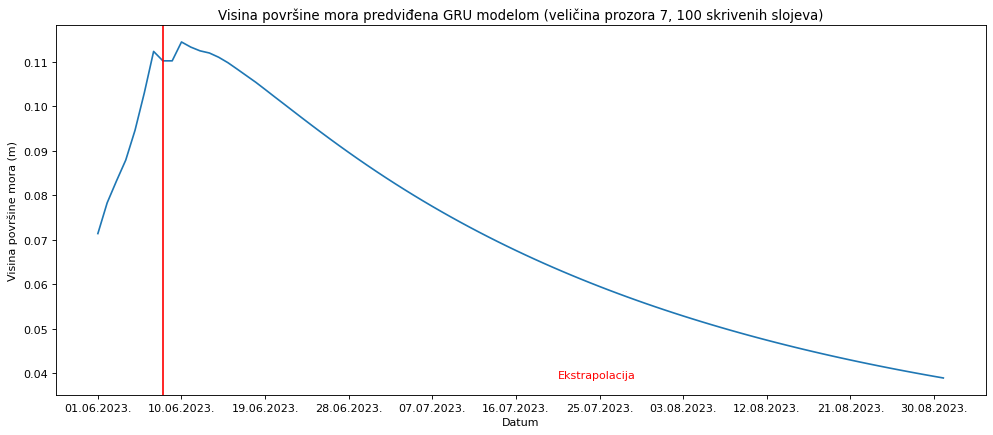 Visina površine mora predviđena GRU modelom (veličina prozora 7, 100 skrivenih slojeva)
Visina površine mora (m)
0.11
0.10
0.09
0.08
0.07
0.06
0.05
0.04
Ekstrapolacija
01.06.2023. 10.06.2023. 19.06.2023. 28.06.2023. 07.07.2023. 16.07.2023. 25.07.2023. 03.08.2023. 12.08.2023. 21.08.2023. 30.08.2023.
Datum